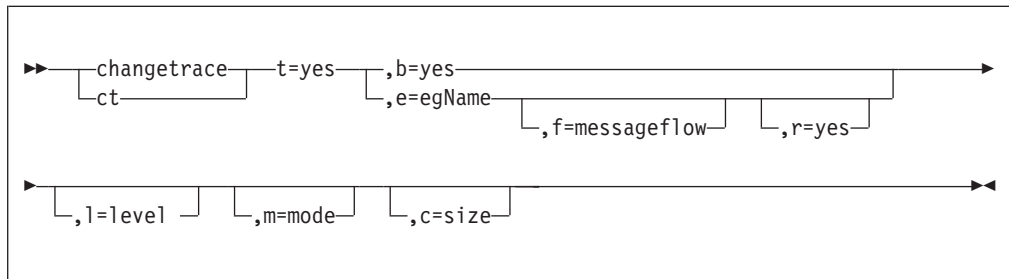 changetrace t=yes ,b=yes
ct ,e=egName
,f=messageflow ,r=yes
,l=level ,m=mode ,c=size